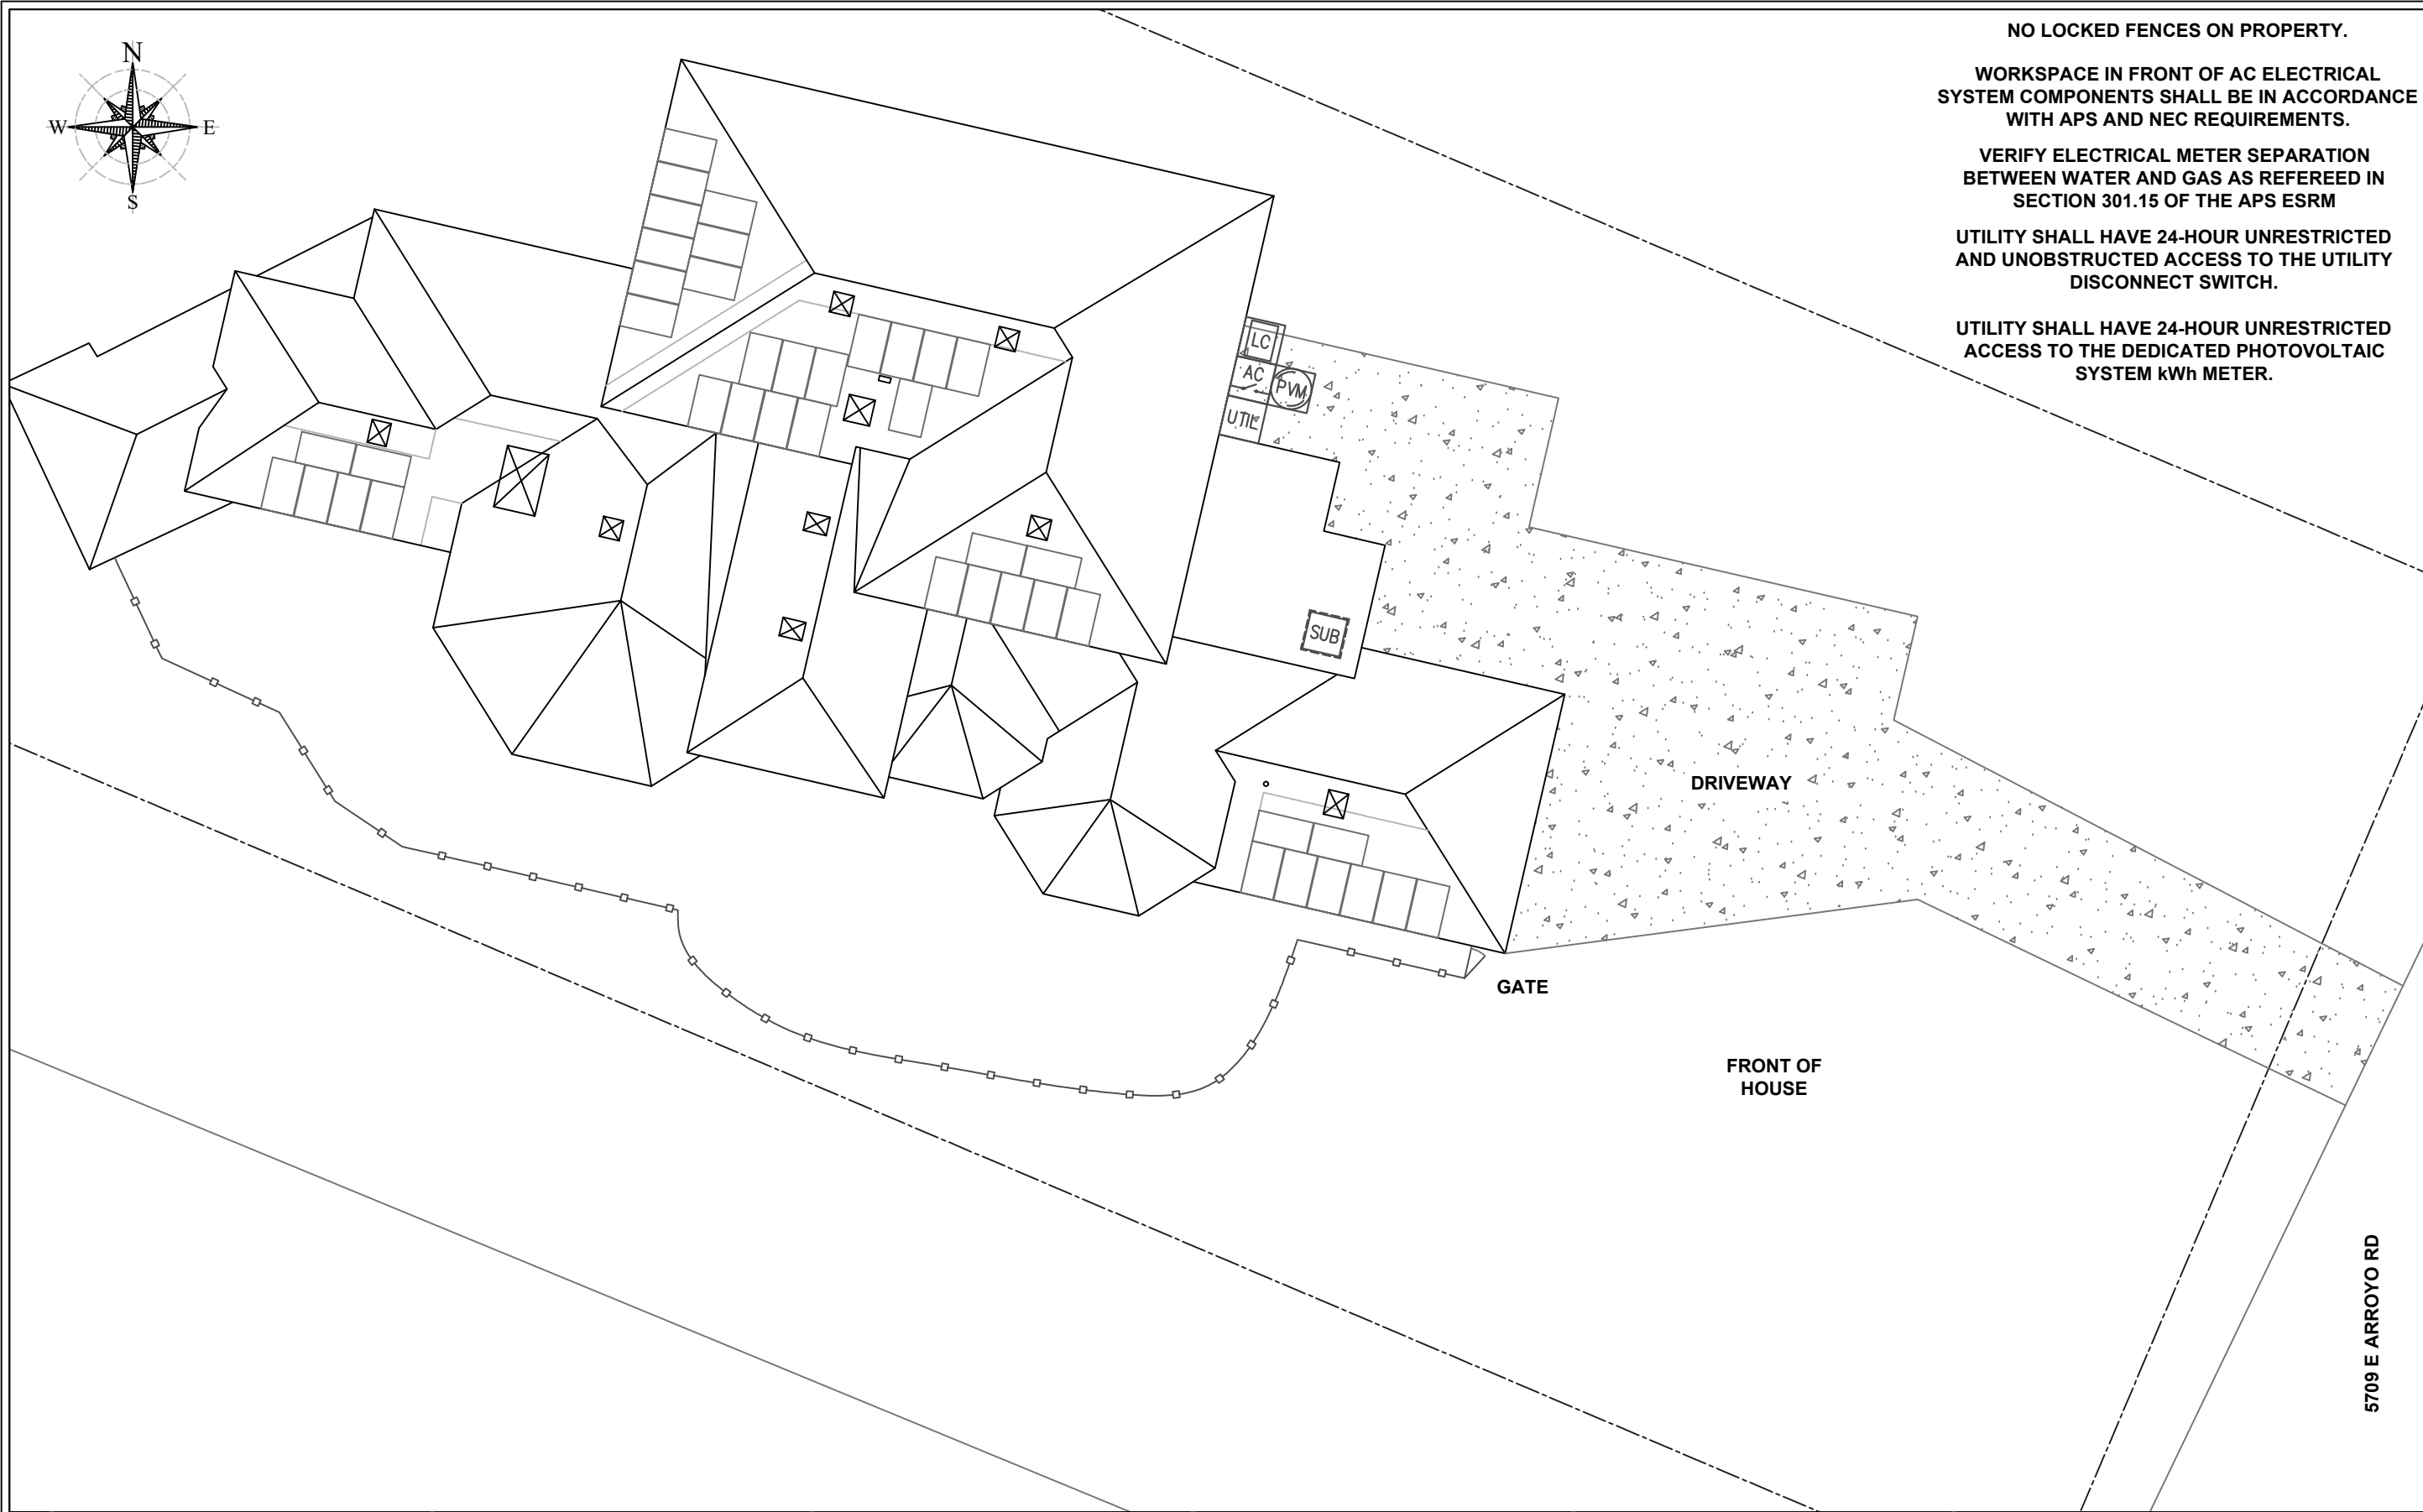 NO LOCKED FENCES ON PROPERTY.
WORKSPACE IN FRONT OF AC ELECTRICAL
SYSTEM COMPONENTS SHALL BE IN ACCORDANCE
WITH APS AND NEC REQUIREMENTS.
VERIFY ELECTRICAL METER SEPARATION
BETWEEN WATER AND GAS AS REFEREED IN
SECTION 301.15 OF THE APS ESRM
UTILITY SHALL HAVE 24-HOUR UNRESTRICTED
AND UNOBSTRUCTED ACCESS TO THE UTILITY
DISCONNECT SWITCH.
UTILITY SHALL HAVE 24-HOUR UNRESTRICTED
ACCESS TO THE DEDICATED PHOTOVOLTAIC
SYSTEM kWh METER.
N
W
E
S
LC
AC
PVM
UTIL
SUB
DRIVEWAY
GATE
FRONT OF
HOUSE
5709 E ARROYO RD